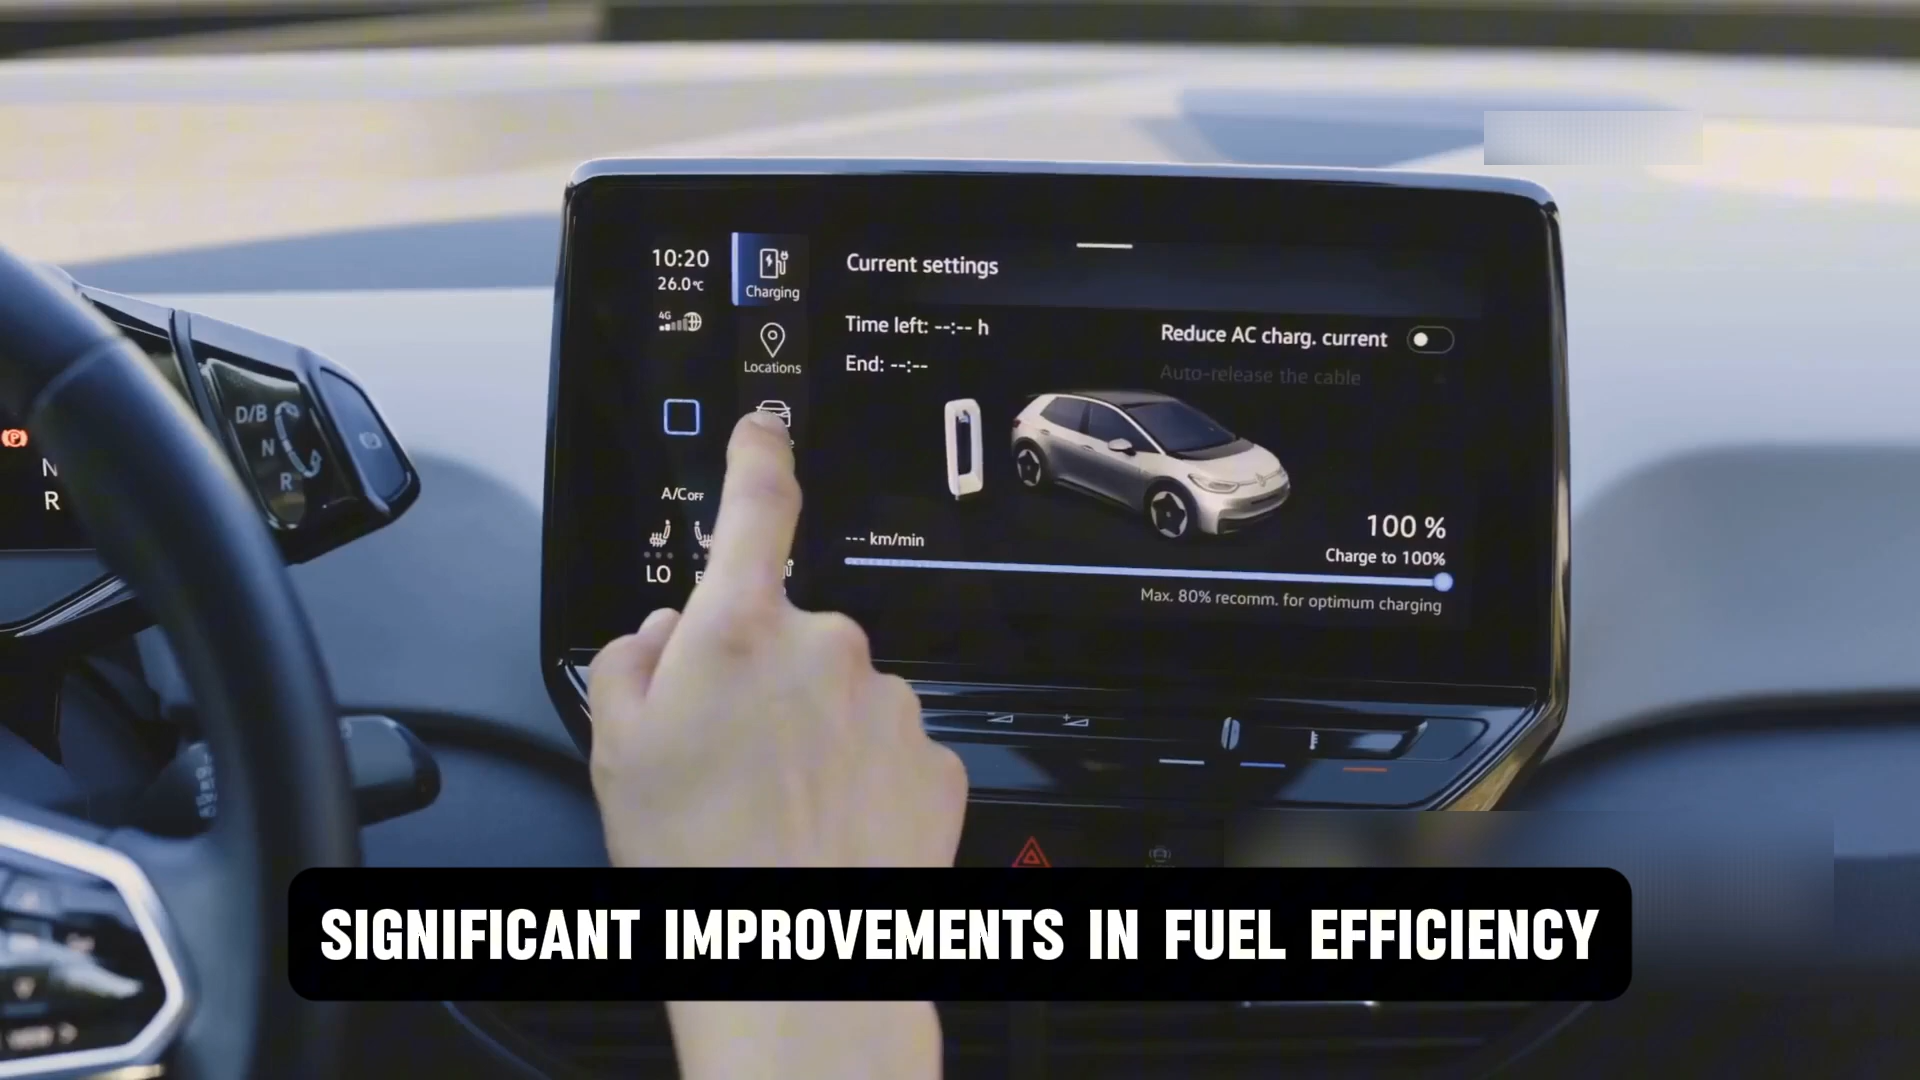 10:20
26.0°C
4G
Charging
Locations
Current settings
Time left: --:-- h
End: --:--
Reduce AC charg. current
Auto-release the cable
A/C OFF
LO
--- km/min
100 %
Charge to 100%
Max. 80% recomm. for optimum charging
D/B
N
R
P
N
R
SIGNIFICANT IMPROVEMENTS IN FUEL EFFICIENCY